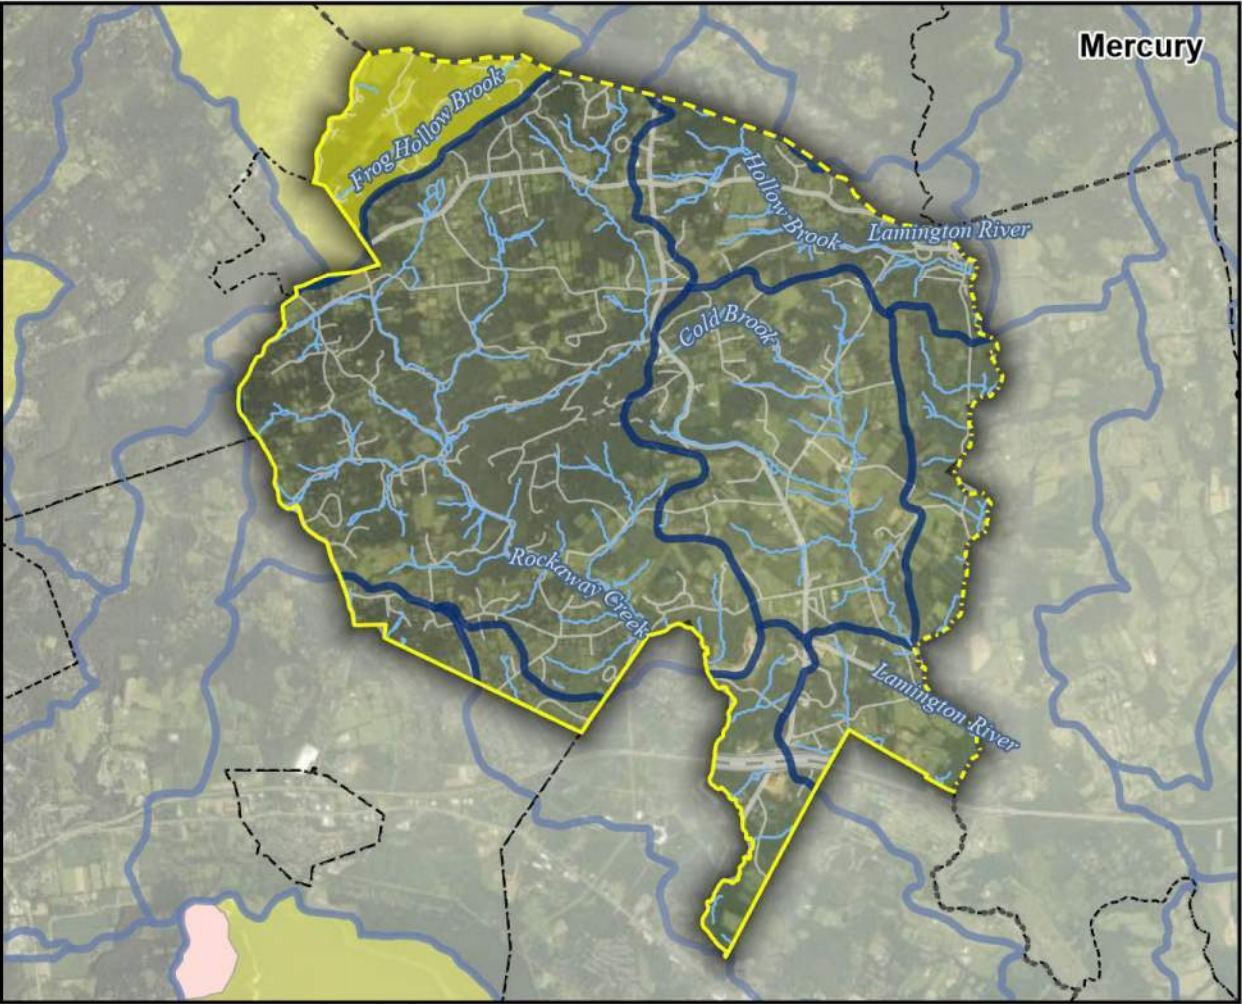 Mercury
Frog Hollow Brook
Hollow Brook
Lamington River
Cold Brook
Rockaway Creek
Lamington River